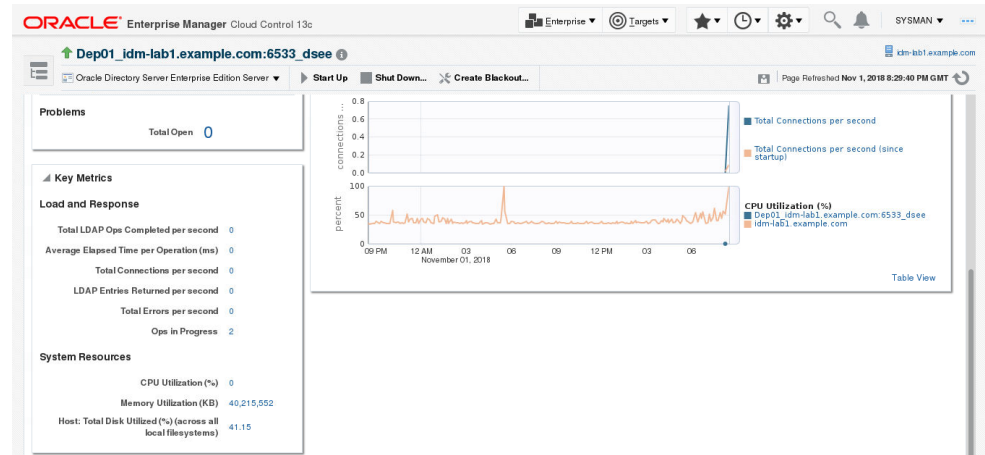 ORACLE® Enterprise Manager Cloud Control 13c
Enterprise ▼ Targets ▼ SYSMAN ▼
Dep01_idm-lab1.example.com:6533_dsee
idm-lab1.example.com
Oracle Directory Server Enterprise Edition Server ▼ Start Up Shut Down... Create Blackout... Page Refreshed Nov 1, 2018 8:29:40 PM GMT
Problems
Total Open 0
Key Metrics
Load and Response
Total LDAP Ops Completed per second 0
Average Elapsed Time per Operation (ms) 0
Total Connections per second 0
LDAP Entries Returned per second 0
Total Errors per second 0
Ops in Progress 2
System Resources
CPU Utilization (%) 0
Memory Utilization (KB) 40,215,552
Host: Total Disk Utilized (%) (across all
local filesystems) 41.15
connections ...
0.8
0.6
0.4
0.2
0.0
Total Connections per second
Total Connections per second (since
startup)
percent
100
50
0
09 PM 12 AM 03 06 09 12 PM 03 06
November 01, 2018
CPU Utilization (%)
Dep01_idm-lab1.example.com:6533_dsee
idm-lab1.example.com
Table View